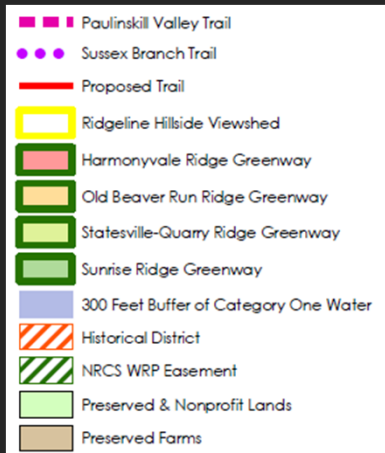 Paulinskill Valley Trail
Sussex Branch Trail
Proposed Trail
Ridgeline Hillside Viewshed
Harmonyvale Ridge Greenway
Old Beaver Run Ridge Greenway
Statesville-Quarry Ridge Greenway
Sunrise Ridge Greenway
300 Feet Buffer of Category One Water
Historical District
NRCS WRP Easement
Preserved & Nonprofit Lands
Preserved Farms